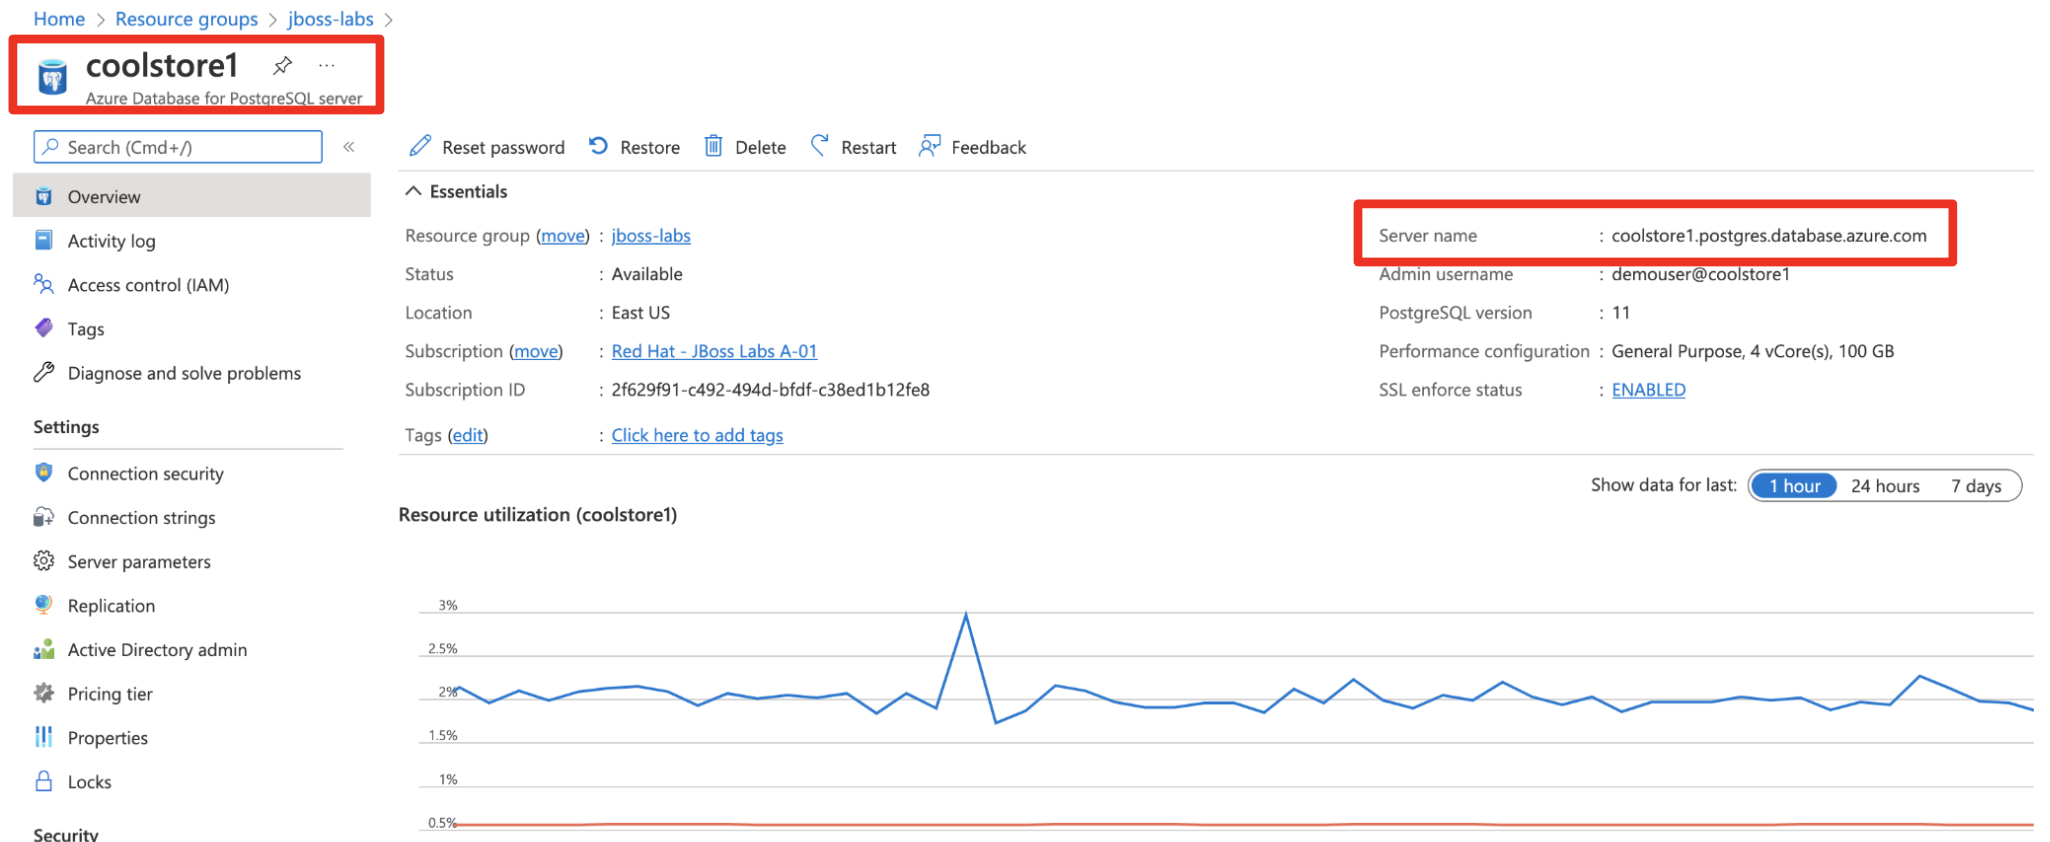 Home > Resource groups > jboss-labs >
coolstore1 ...
Azure Database for PostgreSQL server
Search (Cmd+/) «
Reset password Restore Delete Restart Feedback
Overview
Activity log
Access control (IAM)
Tags
Diagnose and solve problems
Settings
Connection security
Connection strings
Server parameters
Replication
Active Directory admin
Pricing tier
Properties
Locks
Security
Essentials
Resource group (move) : jboss-labs
Status : Available
Location : East US
Subscription (move) : Red Hat - JBoss Labs A-01
Subscription ID : 2f629f91-c492-494d-bfdf-c38ed1b12fe8
Tags (edit) : Click here to add tags
Server name : coolstore1.postgres.database.azure.com
Admin username : demouser@coolstore1
PostgreSQL version : 11
Performance configuration : General Purpose, 4 vCore(s), 100 GB
SSL enforce status : ENABLED
Show data for last: 1 hour 24 hours 7 days
Resource utilization (coolstore1)
3%
2.5%
2%
1.5%
1%
0.5%